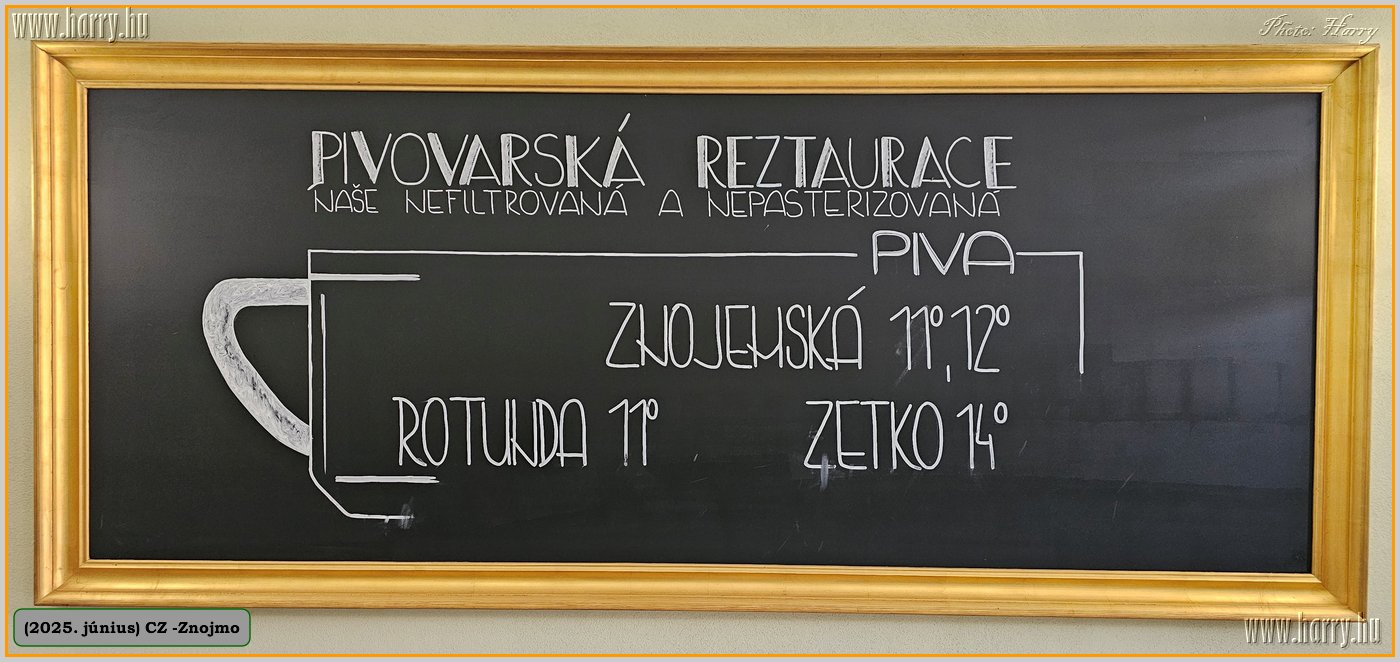 www.harry.hu
Photo: Harry
PIVOVARSKÁ REZTAURACE
NAŠE NEFILTROVANÁ A NEPASTERIZOVANÁ
PIVA
ZNOJEMSKÁ 11°,12°
ROTUNDA 11° ZETKO 14°
(2025. június) CZ -Znojmo
www.harry.hu